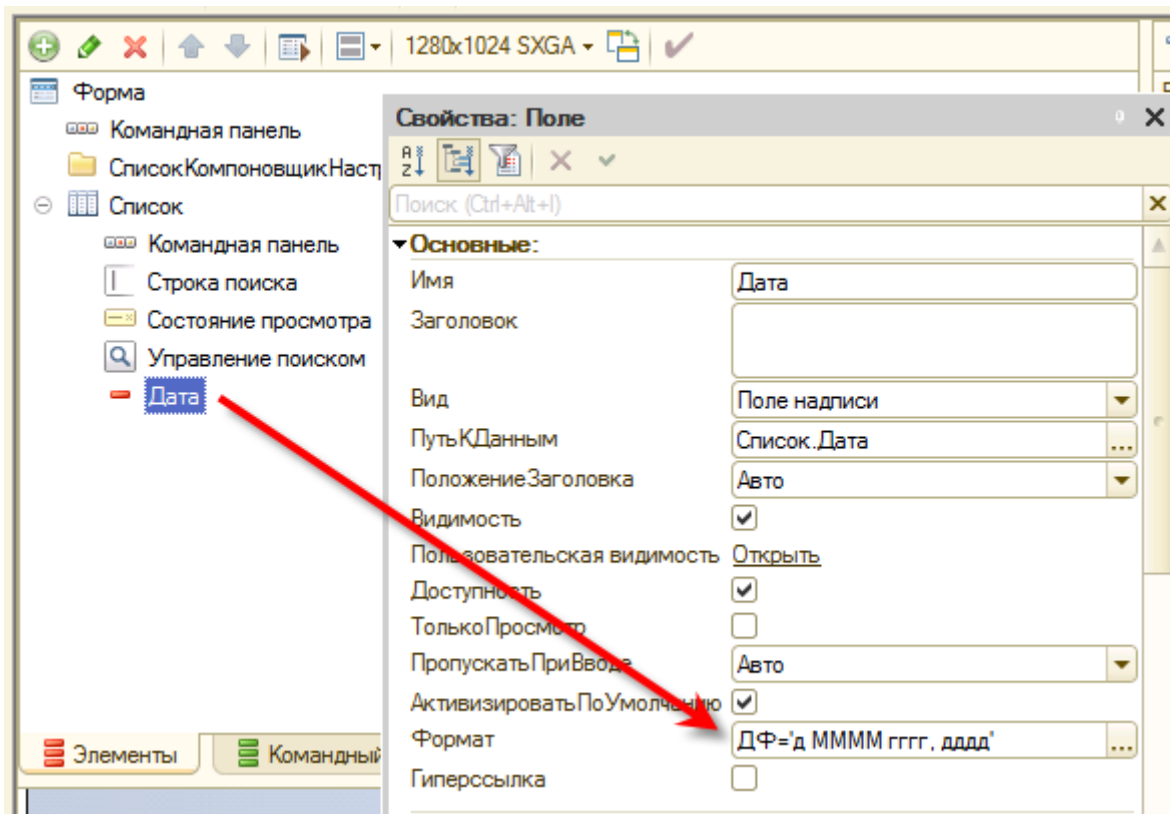 1280x1024 SXGA
Форма
Командная панель
СписокКомпоновщикНаст
Список
Командная панель
Строка поиска
Состояние просмотра
Управление поиском
Дата
Элементы
Командный
Свойства: Поле
Поиск (Ctrl+Alt+I)
Основные:
Имя Дата
Заголовок
Вид Поле надписи
ПутьКДанным Список.Дата ...
ПоложениеЗаголовка Авто
Видимость
Пользовательская видимость Открыть
Доступность
ТолькоПросмотр
ПропускатьПриВводе Авто
АктивизироватьПоУмолчанию
Формат ДФ='д ММММ гггг, дддд' ...
Гиперссылка